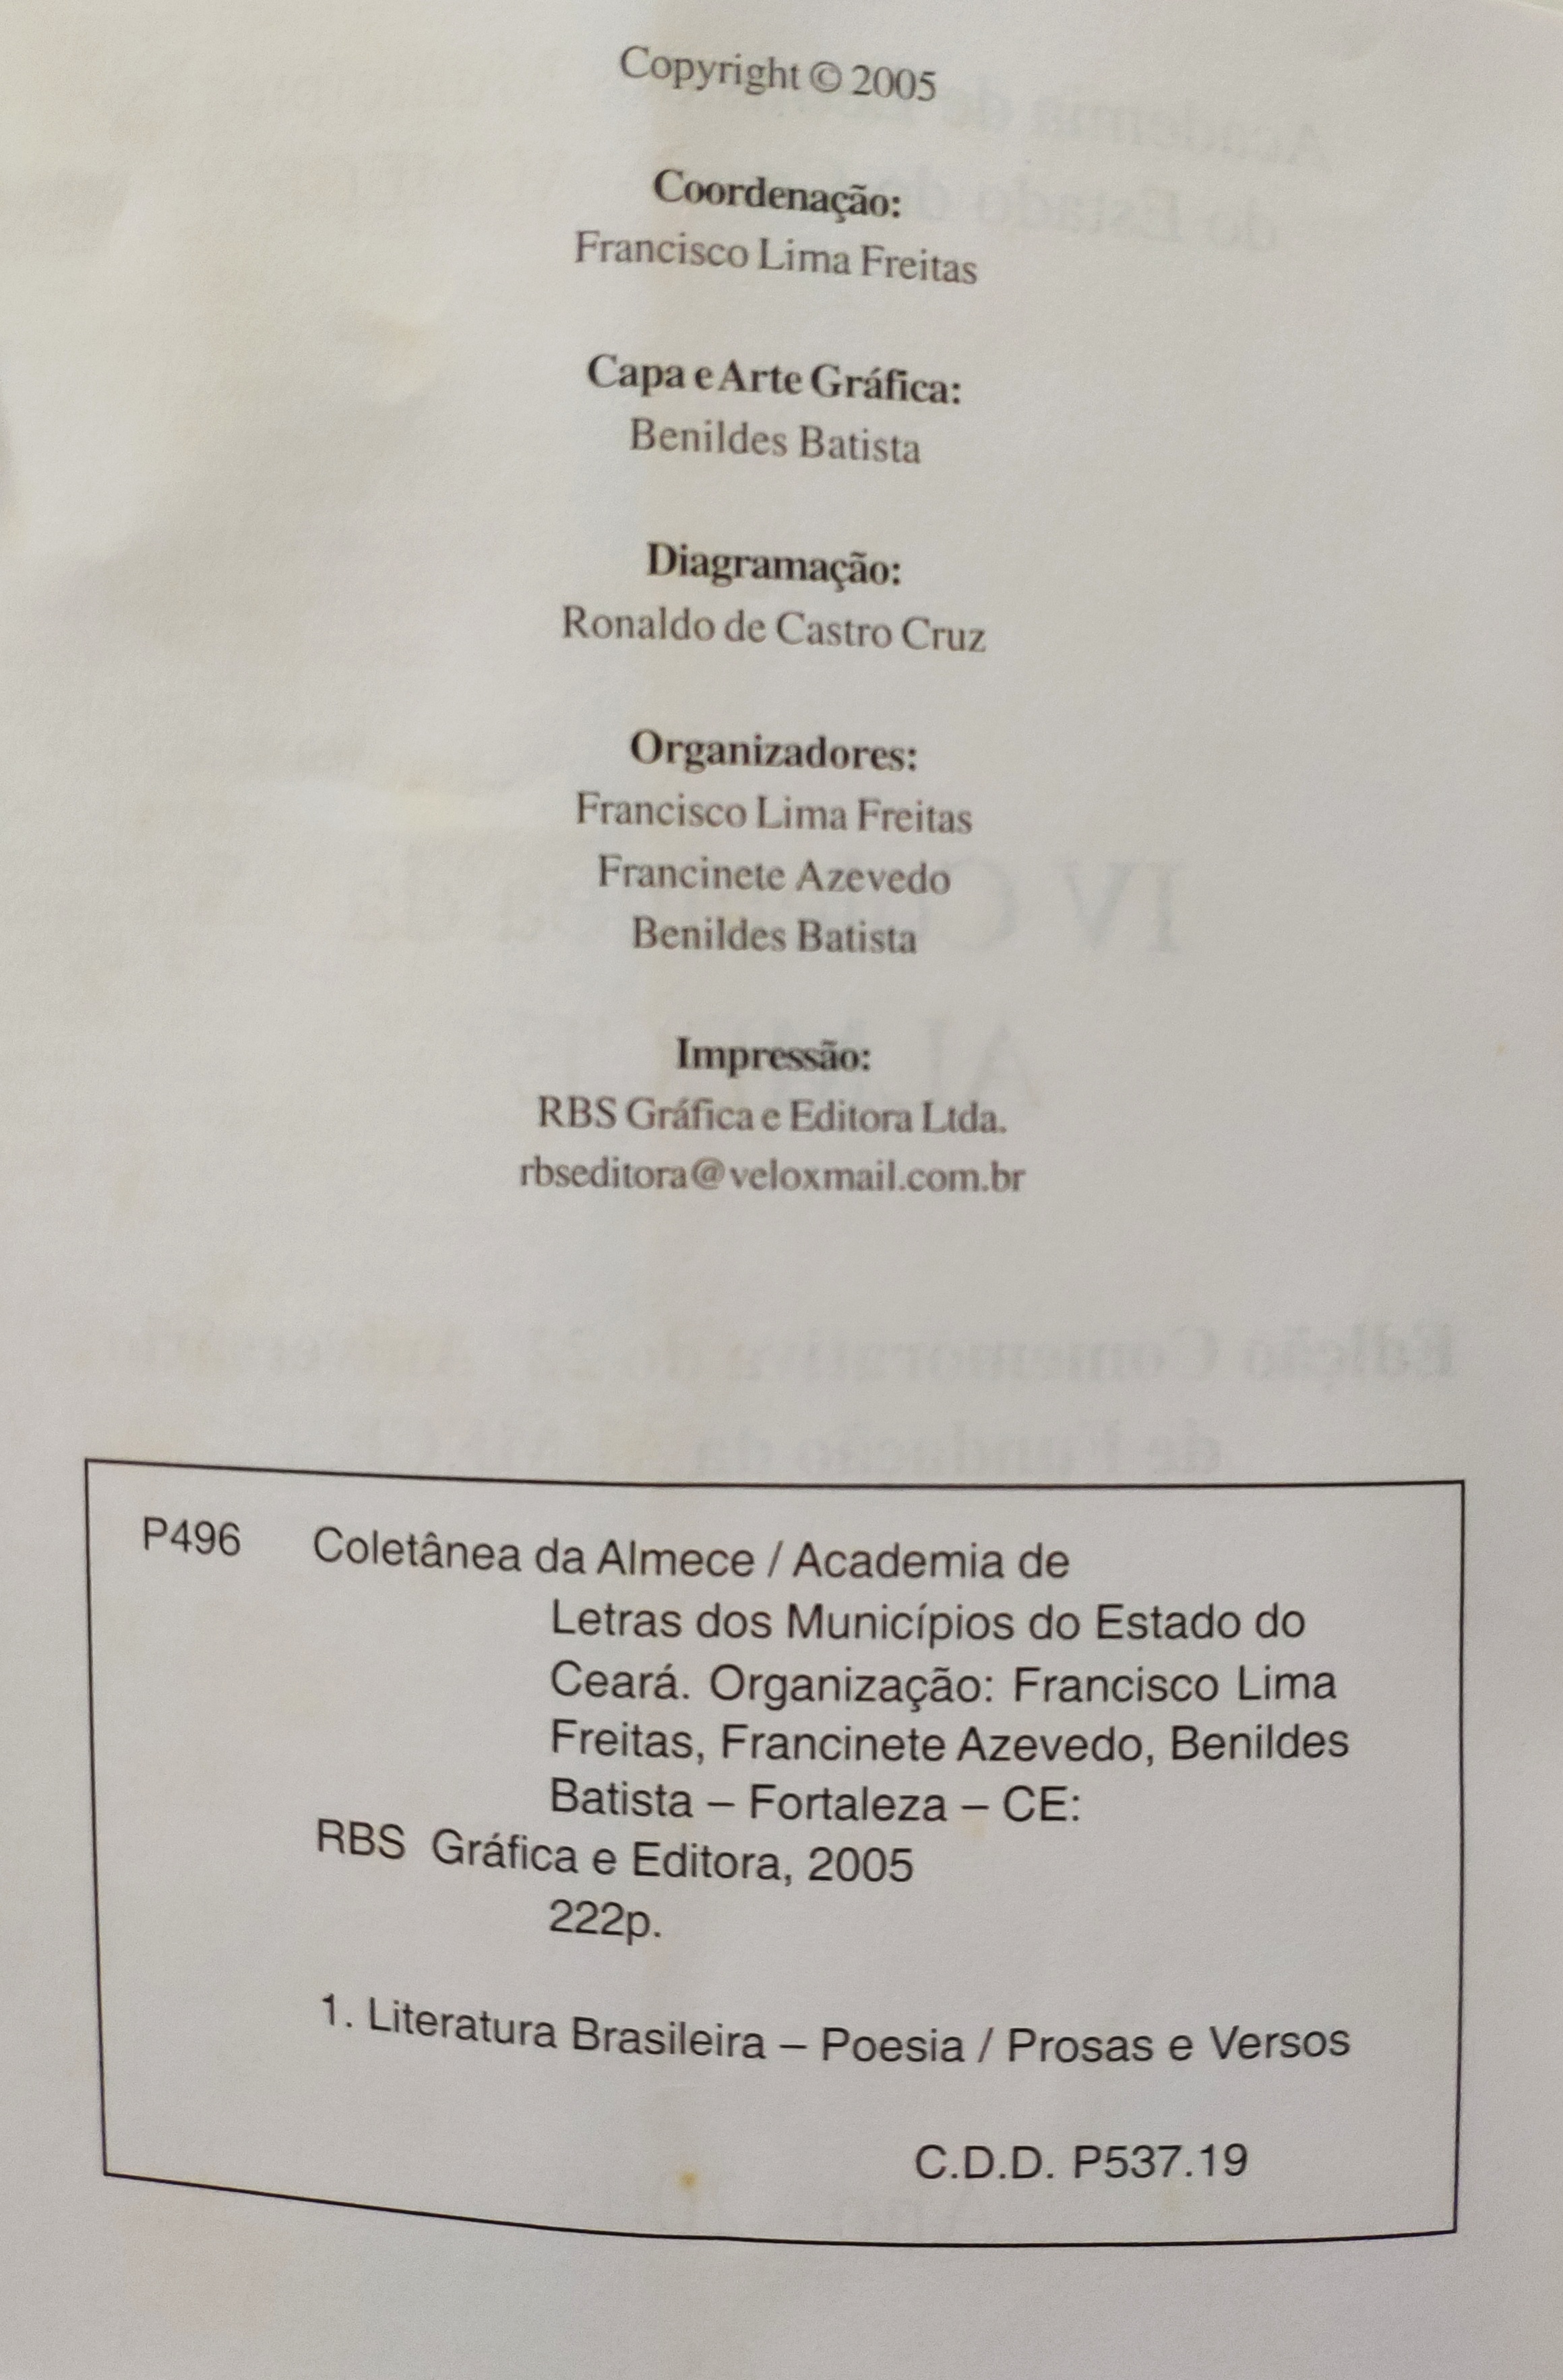 Copyright © 2005
Coordenação:
Francisco Lima Freitas
Capa e Arte Gráfica:
Benildes Batista
Diagramação:
Ronaldo de Castro Cruz
Organizadores:
Francisco Lima Freitas
Francinete Azevedo
Benildes Batista
Impressão:
RBS Gráfica e Editora Ltda.
rbseditora@veloxmail.com.br
P496 Coletânea da Almece / Academia de
Letras dos Municípios do Estado do
Ceará. Organização: Francisco Lima
Freitas, Francinete Azevedo, Benildes
Batista – Fortaleza – CE:
RBS Gráfica e Editora, 2005
222p.
1. Literatura Brasileira – Poesia / Prosas e Versos
C.D.D. P537.19